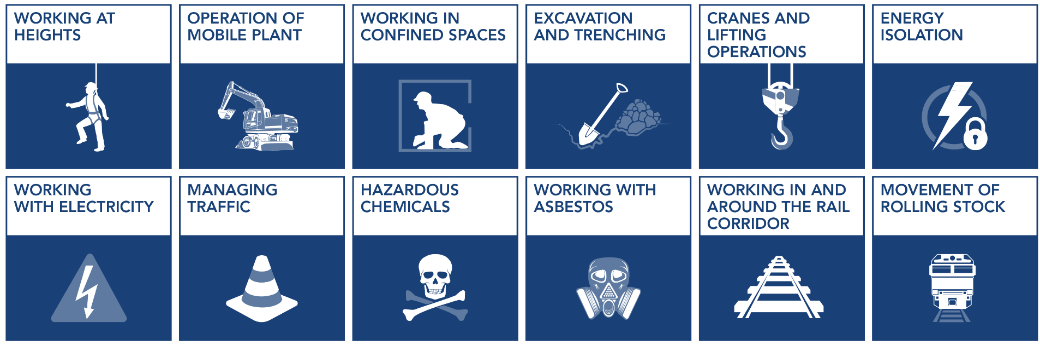 WORKING AT
HEIGHTS
OPERATION OF
MOBILE PLANT
WORKING IN
CONFINED SPACES
EXCAVATION
AND TRENCHING
CRANES AND
LIFTING
OPERATIONS
ENERGY
ISOLATION
WORKING
WITH ELECTRICITY
MANAGING
TRAFFIC
HAZARDOUS
CHEMICALS
WORKING WITH
ASBESTOS
WORKING IN AND
AROUND THE RAIL
CORRIDOR
MOVEMENT OF
ROLLING STOCK